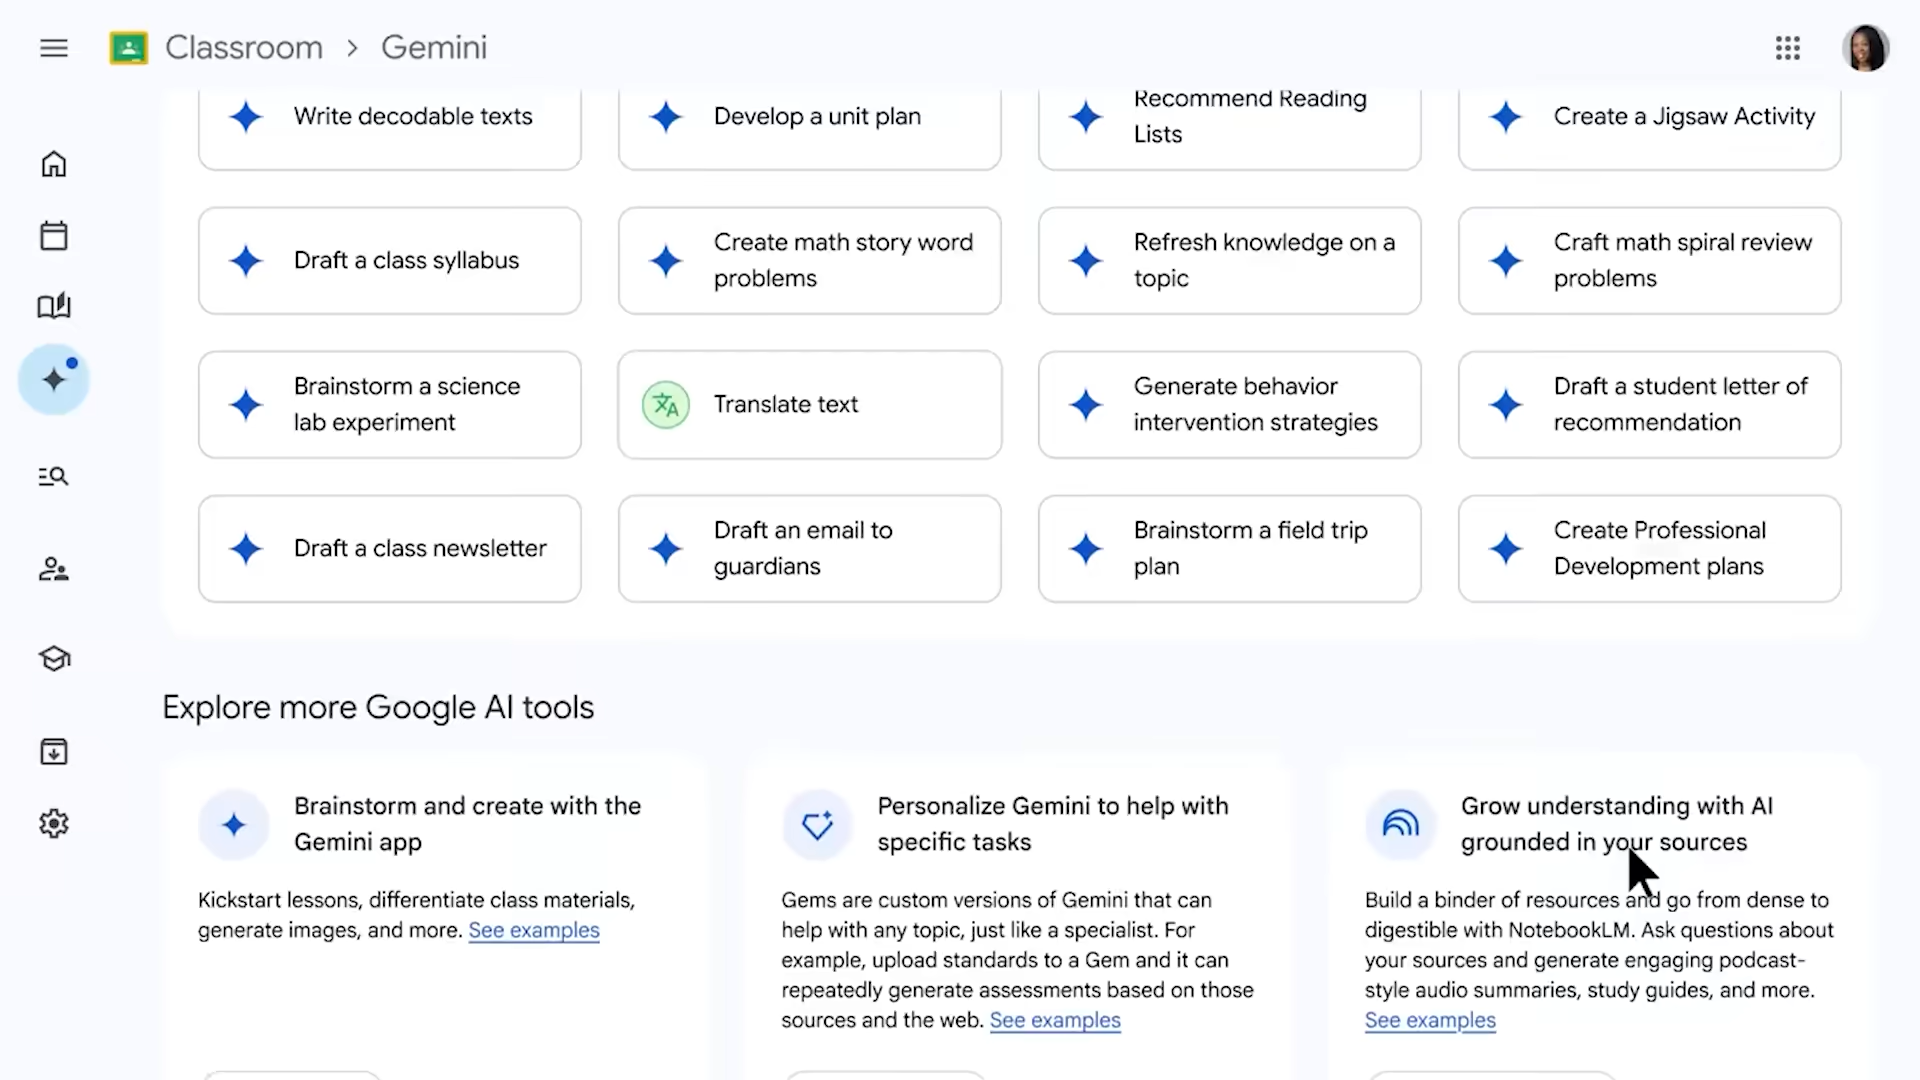 Classroom > Gemini
Write decodable texts
Develop a unit plan
Recommend Reading
Lists
Create a Jigsaw Activity
Draft a class syllabus
Create math story word
problems
Refresh knowledge on a
topic
Craft math spiral review
problems
Brainstorm a science
lab experiment
Translate text
Generate behavior
intervention strategies
Draft a student letter of
recommendation
Draft a class newsletter
Draft an email to
guardians
Brainstorm a field trip
plan
Create Professional
Development plans
Explore more Google AI tools
Brainstorm and create with the
Gemini app
Kickstart lessons, differentiate class materials,
generate images, and more. See examples
Personalize Gemini to help with
specific tasks
Gems are custom versions of Gemini that can
help with any topic, just like a specialist. For
example, upload standards to a Gem and it can
repeatedly generate assessments based on those
sources and the web. See examples
Grow understanding with AI
grounded in your sources
Build a binder of resources and go from dense to
digestible with NotebookLM. Ask questions about
your sources and generate engaging podcast-
style audio summaries, study guides, and more.
See examples